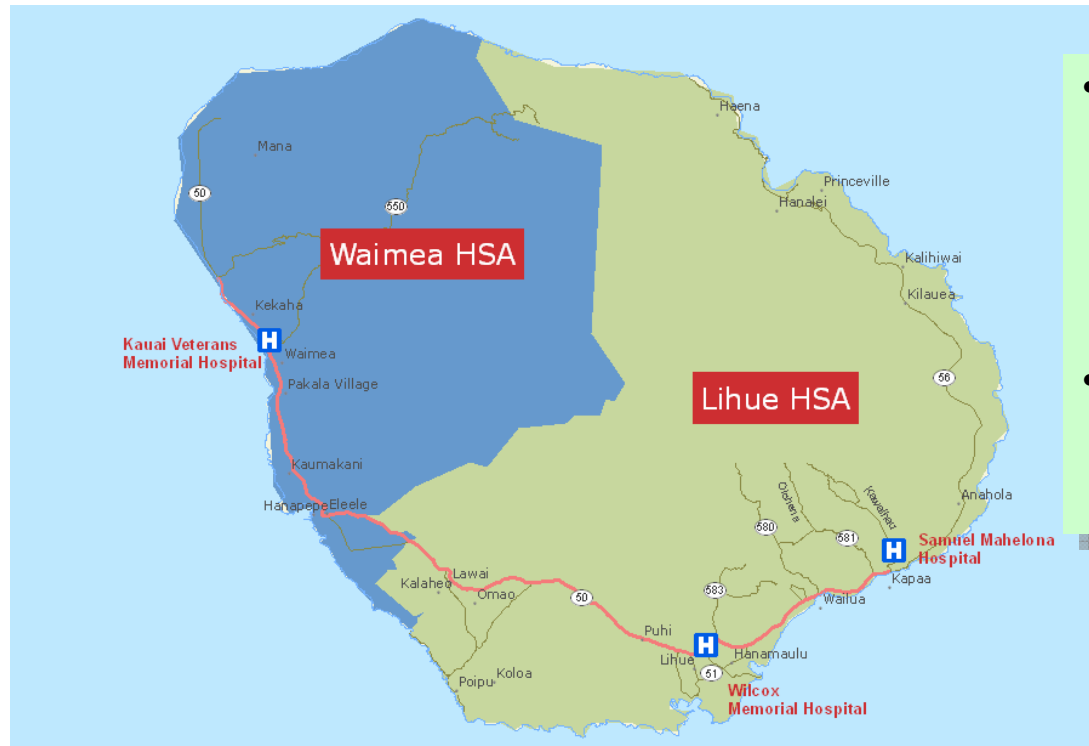 Haena
Mana
Princeville
50
550
Hanalei
Waimea HSA
Kalihiwai
Kekaha
Kilauea
Kauai Veterans
Memorial Hospital
Waimea
Pakala Village
56
Lihue HSA
Kaumakani
Anahola
Hanapepe
Eleele
Olohena
Kawaihau
580
581
Samuel Mahelona
Hospital
Lawai
Kalaheo
Omao
50
583
Kapaa
Wailua
Puhi
Hanamaulu
Lihue
51
Koloa
Poipu
Wilcox
Memorial Hospital
H
H
H